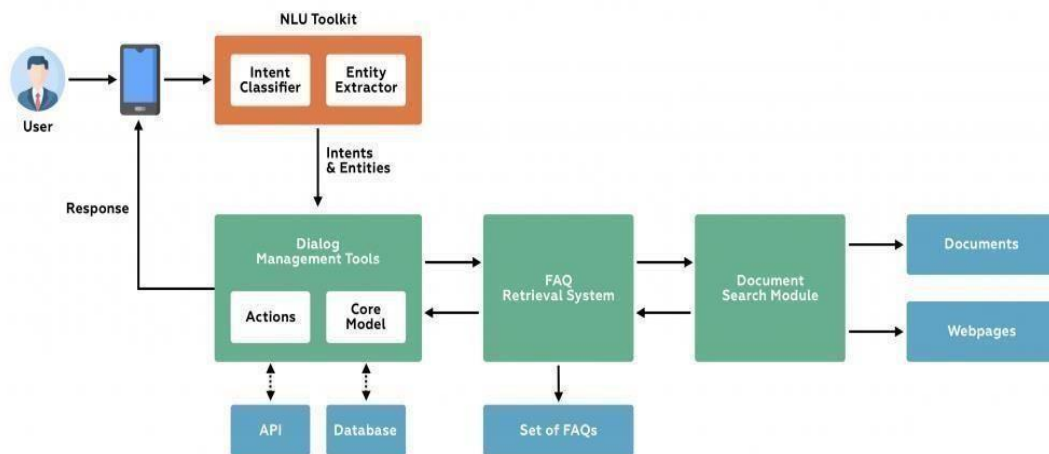 NLU Toolkit
Intent
Classifier
Entity
Extractor
User
Intents
& Entities
Response
Dialog
Management Tools
Actions
Core
Model
FAQ
Retrieval System
Document
Search Module
Documents
Webpages
API
Database
Set of FAQs